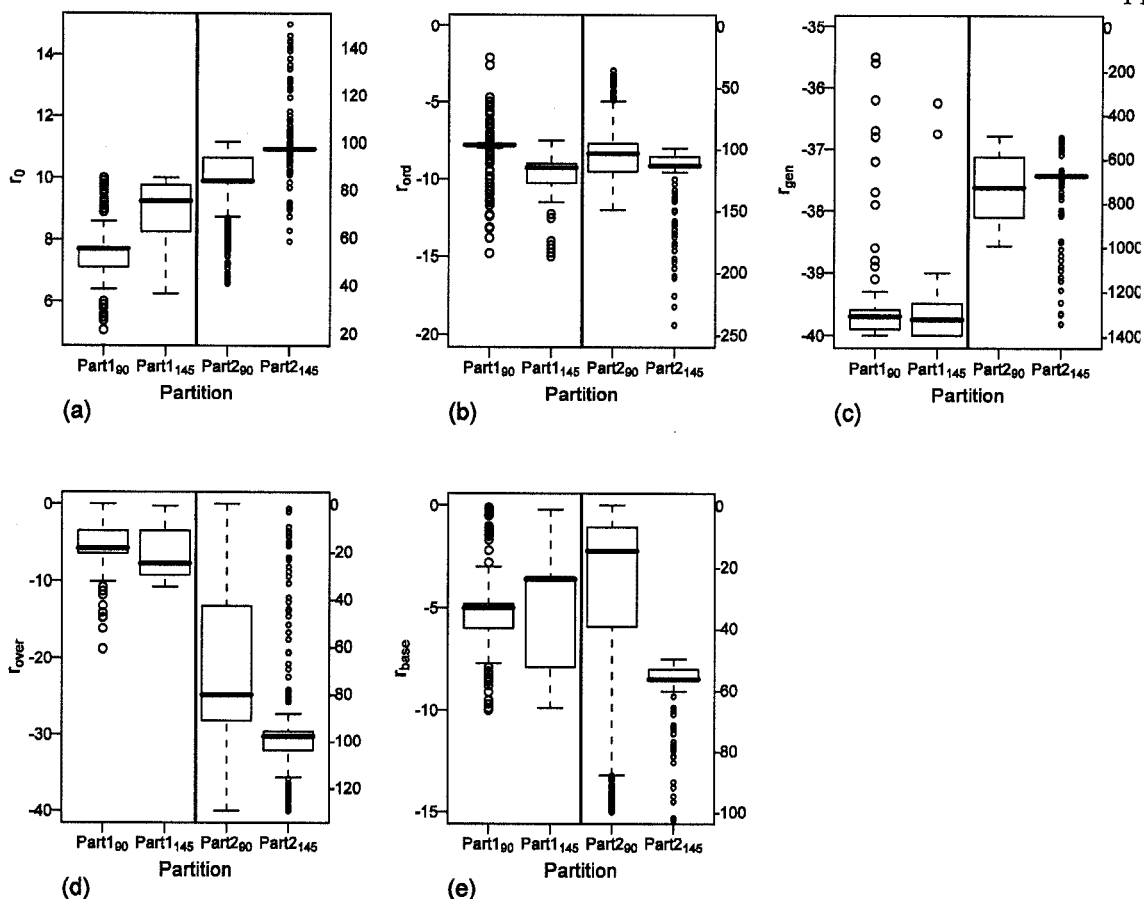 r0
14
12
10
8
6
140
120
100
80
60
40
20
Part1₉₀ Part1₁₄₅ Part2₉₀ Part2₁₄₅
Partition
(a)
rord
0
-5
-10
-15
-20
0
-50
-100
-150
-200
-250
Part1₉₀ Part1₁₄₅ Part2₉₀ Part2₁₄₅
Partition
(b)
rgen
-35
-36
-37
-38
-39
-40
0
-200
-400
-600
-800
-1000
-1200
-1400
Part1₉₀ Part1₁₄₅ Part2₉₀ Part2₁₄₅
Partition
(c)
rover
0
-10
-20
-30
-40
0
-20
-40
-60
-80
-100
-120
Part1₉₀ Part1₁₄₅ Part2₉₀ Part2₁₄₅
Partition
(d)
rbase
0
-5
-10
-15
0
-20
-40
-60
-80
-100
Part1₉₀ Part1₁₄₅ Part2₉₀ Part2₁₄₅
Partition
(e)